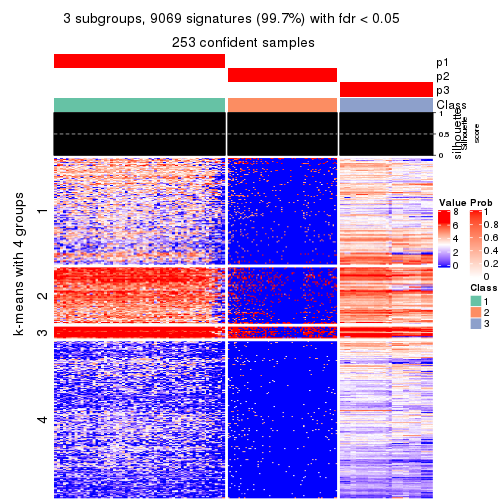 3 subgroups, 9069 signatures (99.7%) with fdr < 0.05
253 confident samples
p1
p2
p3
Class
1
0.5
0
silhouette
Silhouette
score
k-means with 4 groups
1
2
3
4
Value
8
6
4
2
0
Prob
1
0.8
0.6
0.4
0.2
0
Class
1
2
3